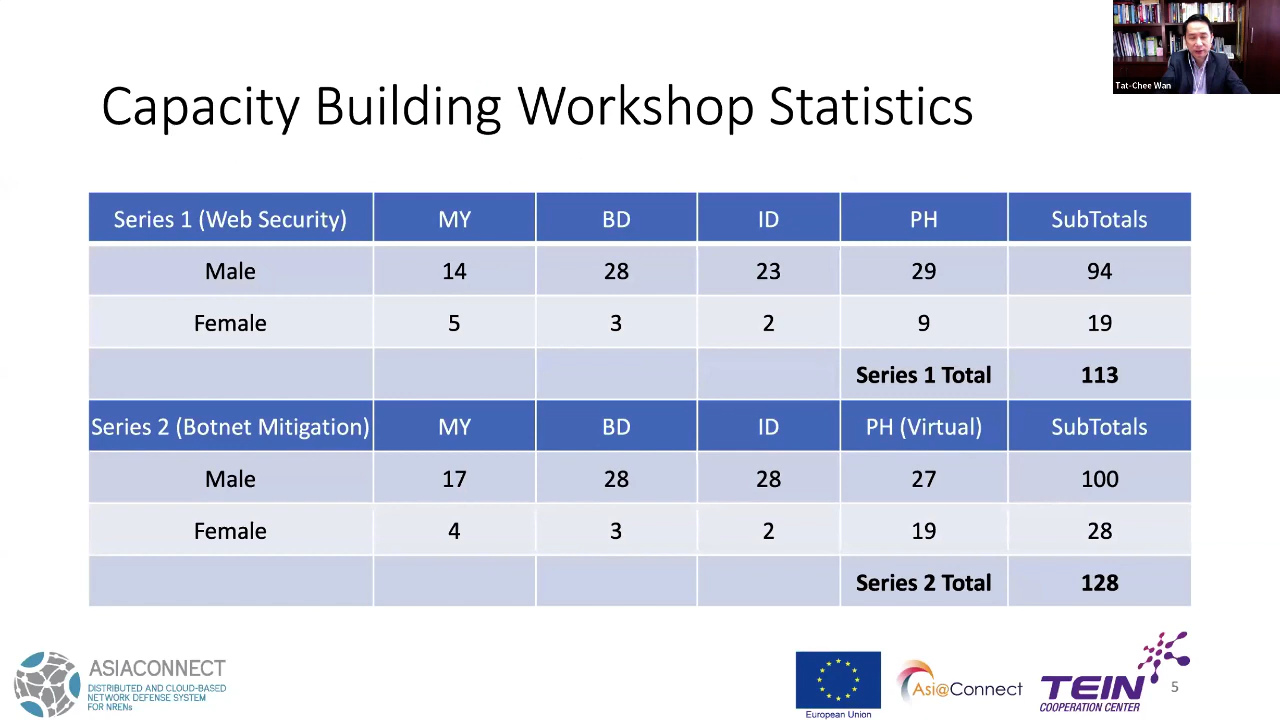 Tat-Chee Wan
Capacity Building Workshop Statistics
Series 1 (Web Security) MY BD ID PH SubTotals
Male 14 28 23 29 94
Female 5 3 2 9 19
Series 1 Total 113
Series 2 (Botnet Mitigation) MY BD ID PH (Virtual) SubTotals
Male 17 28 28 27 100
Female 4 3 2 19 28
Series 2 Total 128
ASIACONNECT
DISTRIBUTED AND CLOUD-BASED
NETWORK DEFENSE SYSTEM
FOR NRENs
European Union
Asi@Connect
TEIN
COOPERATION CENTER
5